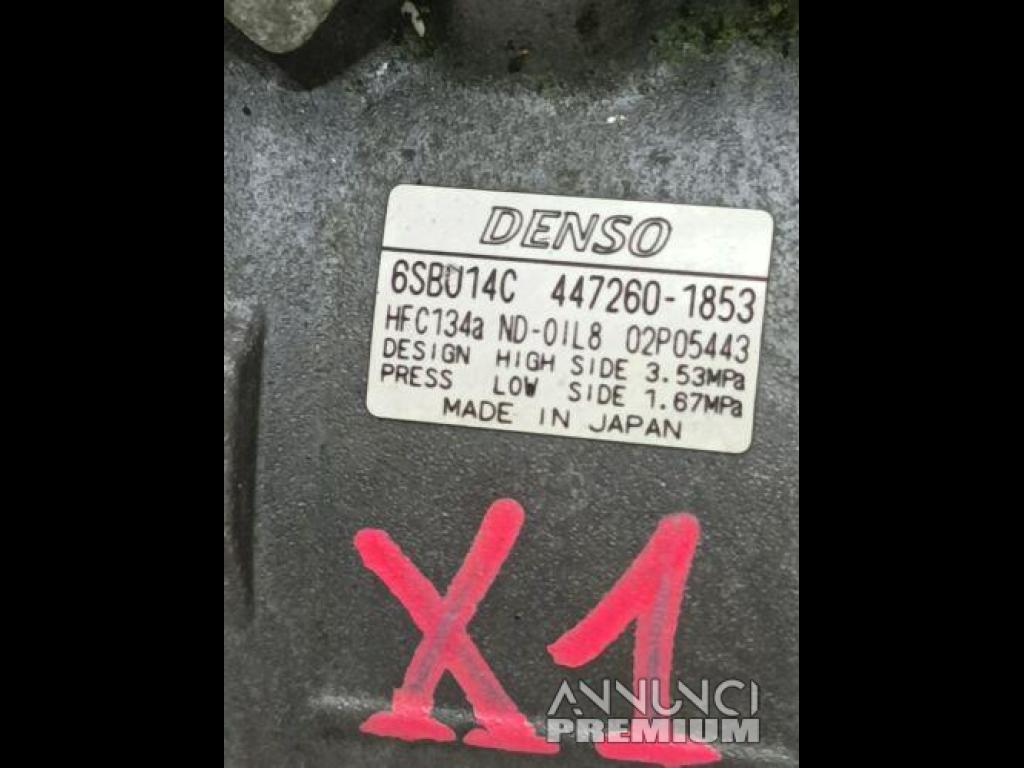 DENSO
6SBU14C 447260-1853
HFC134a ND-OIL8 02P05443
DESIGN HIGH SIDE 3.53MPa
PRESS LOW SIDE 1.67MPa
MADE IN JAPAN
X1
ANNUNCI
PREMIUM